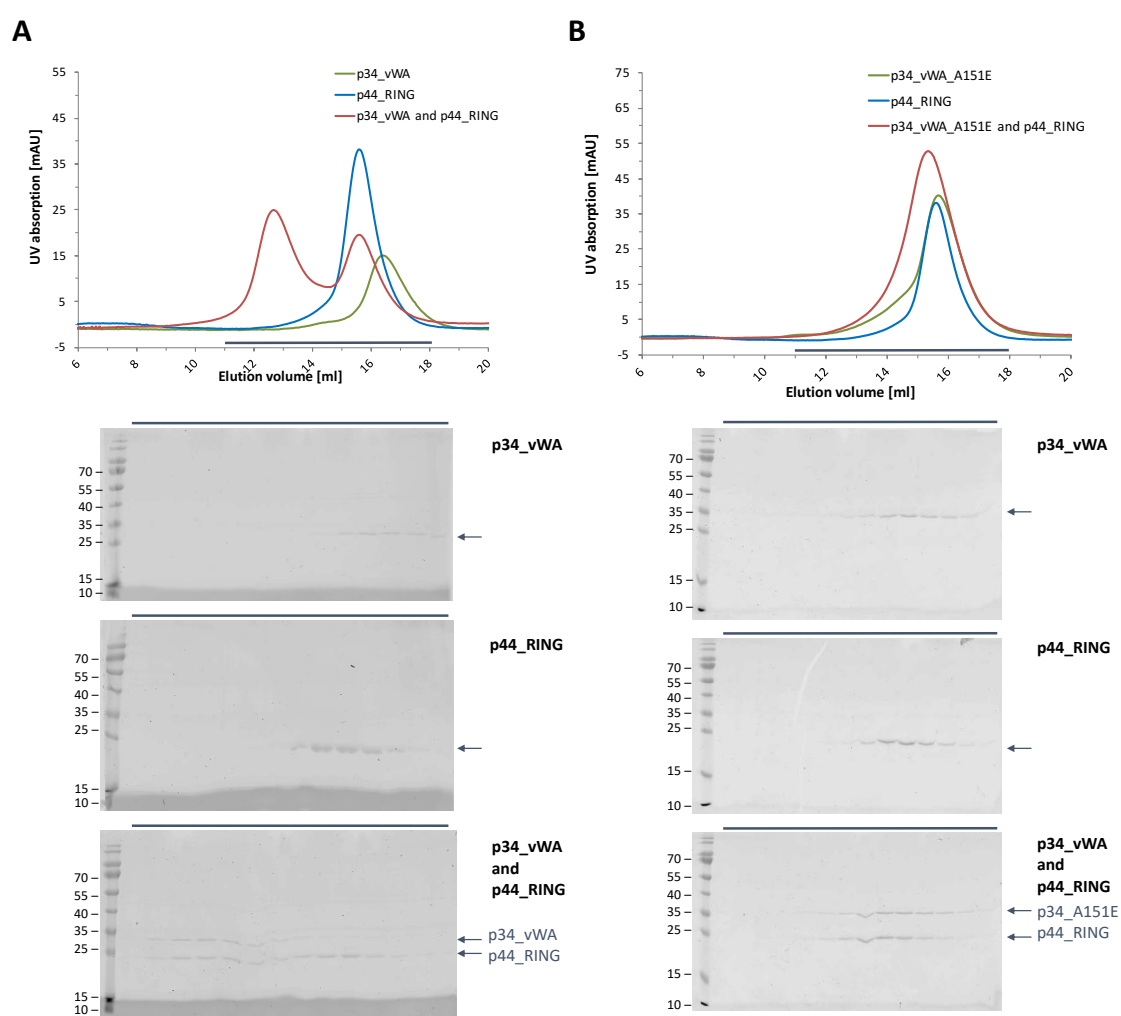 A
p34_vWA
p44_RING
p34_vWA and p44_RING
UV absorption [mAU]
55
45
35
25
15
5
-5
6
8
10
12
14
16
18
20
Elution volume [ml]
p34_vWA
70
55
40
35
25
15
10
p44_RING
70
55
40
35
25
15
10
p34_vWA
and
p44_RING
70
55
40
35
25
15
10
p34_vWA
p44_RING
B
p34_vWA_A151E
p44_RING
p34_vWA_A151E and p44_RING
UV absorption [mAU]
75
65
55
45
35
25
15
5
-5
6
8
10
12
14
16
18
20
Elution volume [ml]
p34_vWA
70
55
40
35
25
15
10
p44_RING
70
55
40
35
25
15
10
p34_vWA
and
p44_RING
70
55
40
35
25
15
10
p34_A151E
p44_RING